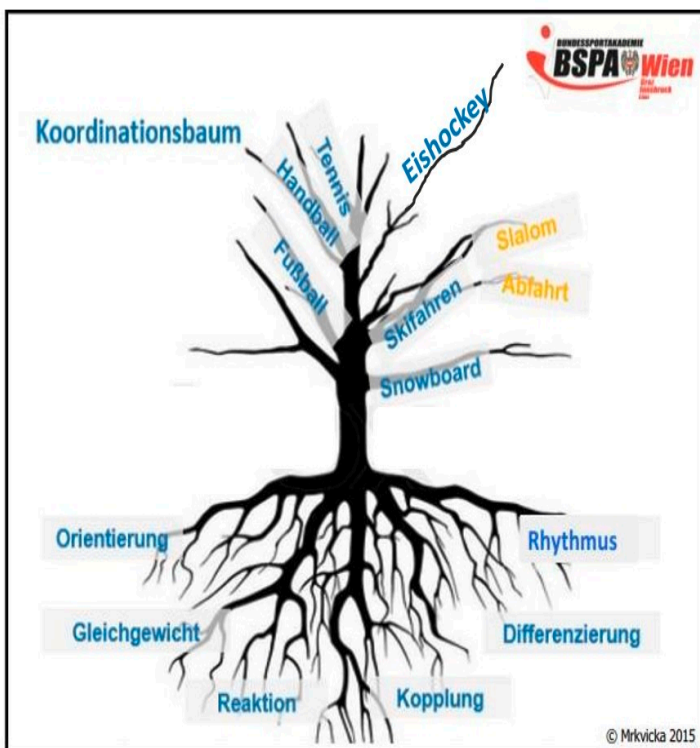 BUNDESSPORTAKADEMIE
BSPA Wien
Graz
Innsbruck
Koordinationsbaum
Eishockey
Tennis
Handball
Fußball
Slalom
Abfahrt
Skifahren
Snowboard
Orientierung
Rhythmus
Gleichgewicht
Differenzierung
Reaktion
Kopplung
© Mrkvicka 2015